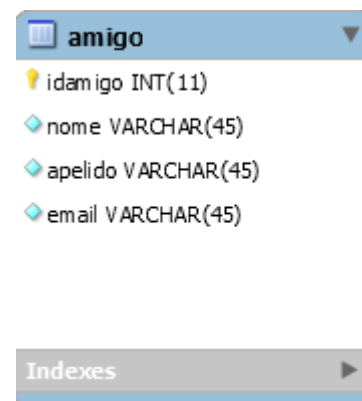 amigo
idamigo INT(11)
nome VARCHAR(45)
apelido VARCHAR(45)
email VARCHAR(45)
Indexes